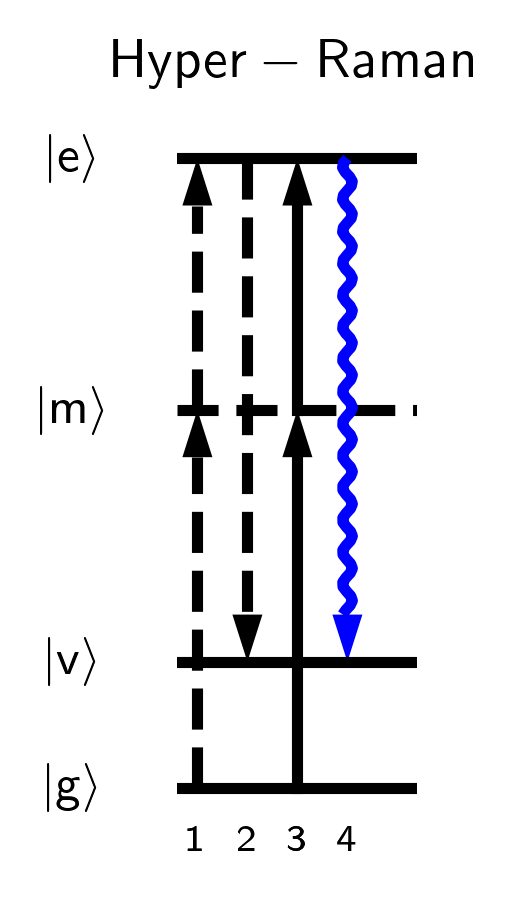 Hyper – Raman
|e⟩
|m⟩
|v⟩
|g⟩
1 2 3 4